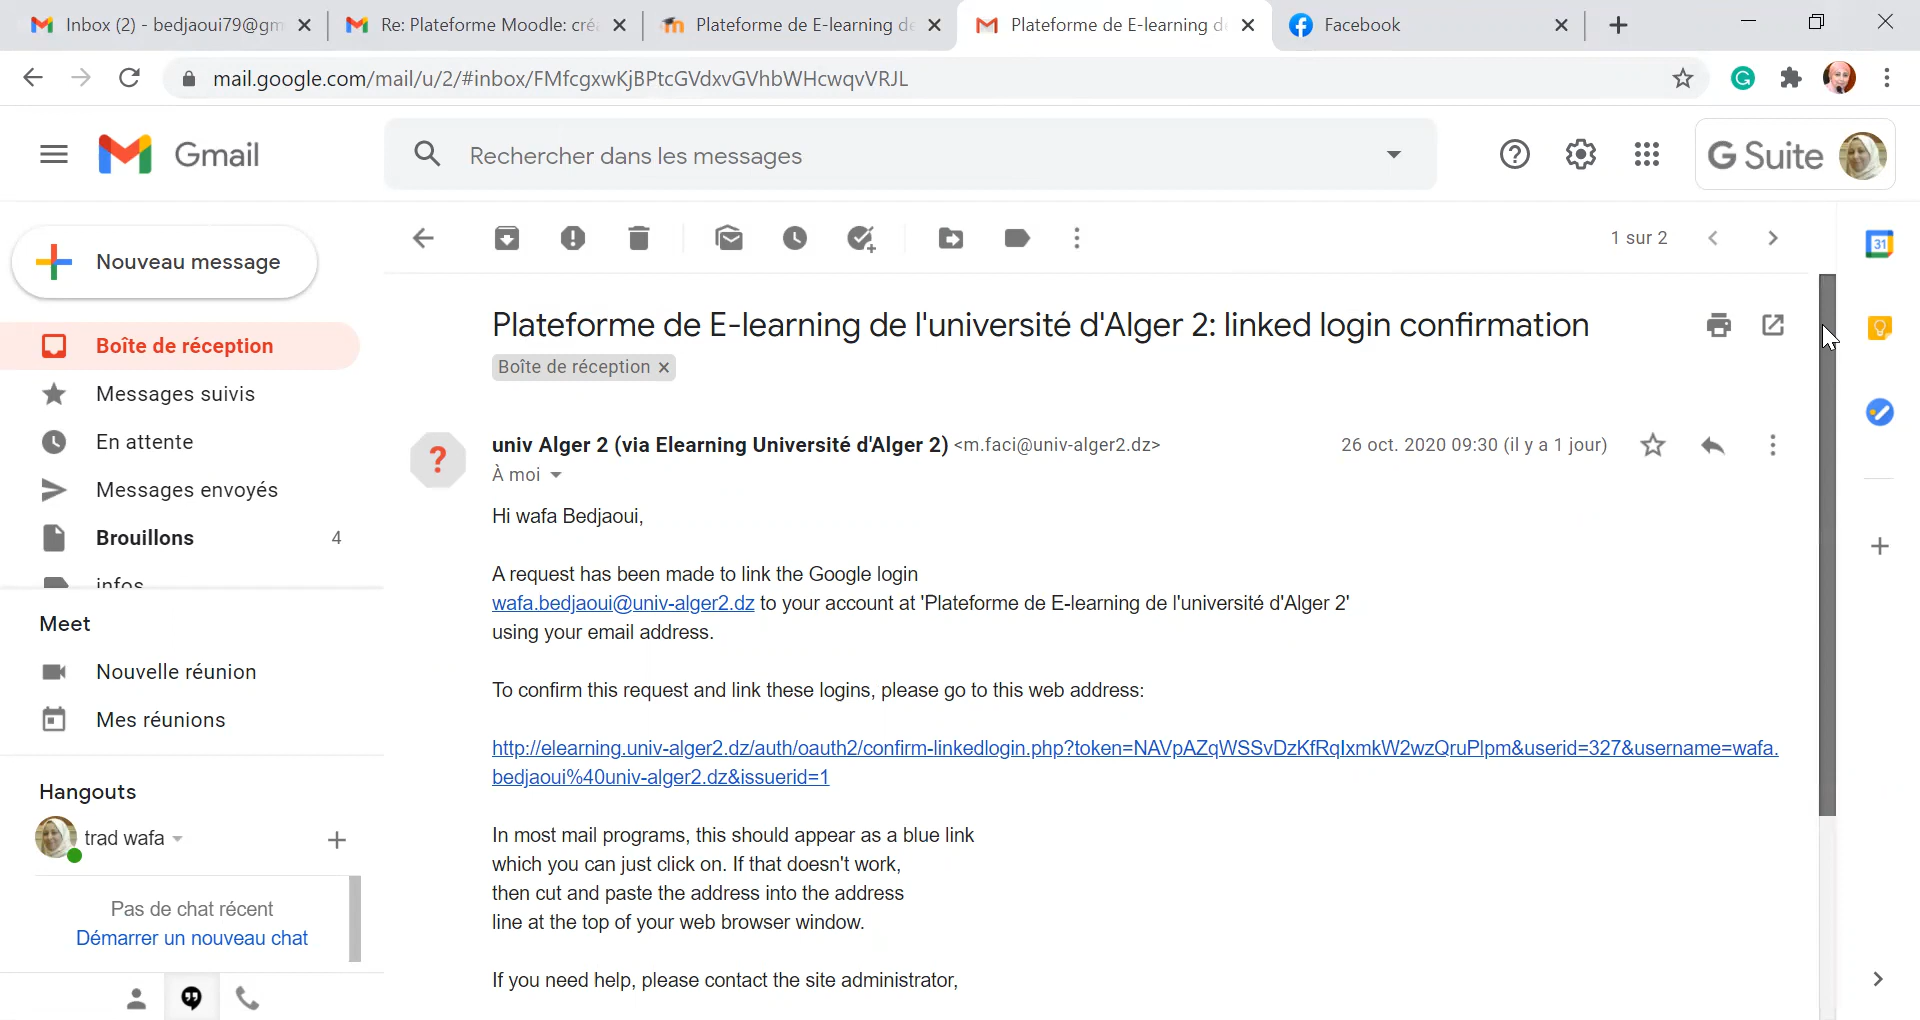 Inbox (2) - bedjaoui79@gm
Re: Plateforme Moodle: cré
Plateforme de E-learning de
Plateforme de E-learning d
Facebook
mail.google.com/mail/u/2/#inbox/FMfcgxwKjBPtcGVdxvGVhbWHcwqvVRJL
Gmail
Rechercher dans les messages
G Suite
Nouveau message
1 sur 2
31
Plateforme de E-learning de l'université d'Alger 2: linked login confirmation
Boîte de réception
Boîte de réception
Messages suivis
En attente
Messages envoyés
Brouillons 4
infos
univ Alger 2 (via Elearning Université d'Alger 2) <m.faci@univ-alger2.dz>
26 oct. 2020 09:30 (il y a 1 jour)
À moi
Hi wafa Bedjaoui,
A request has been made to link the Google login
wafa.bedjaoui@univ-alger2.dz to your account at 'Plateforme de E-learning de l'université d'Alger 2'
using your email address.
To confirm this request and link these logins, please go to this web address:
http://elearning.univ-alger2.dz/auth/oauth2/confirm-linkedlogin.php?token=NAVpAZqWSSvDzKfRqIxmkW2wzQruPlpm&userid=327&username=wafa.
bedjaoui%40univ-alger2.dz&issuerid=1
In most mail programs, this should appear as a blue link
which you can just click on. If that doesn't work,
then cut and paste the address into the address
line at the top of your web browser window.
If you need help, please contact the site administrator,
Meet
Nouvelle réunion
Mes réunions
Hangouts
trad wafa
Pas de chat récent
Démarrer un nouveau chat